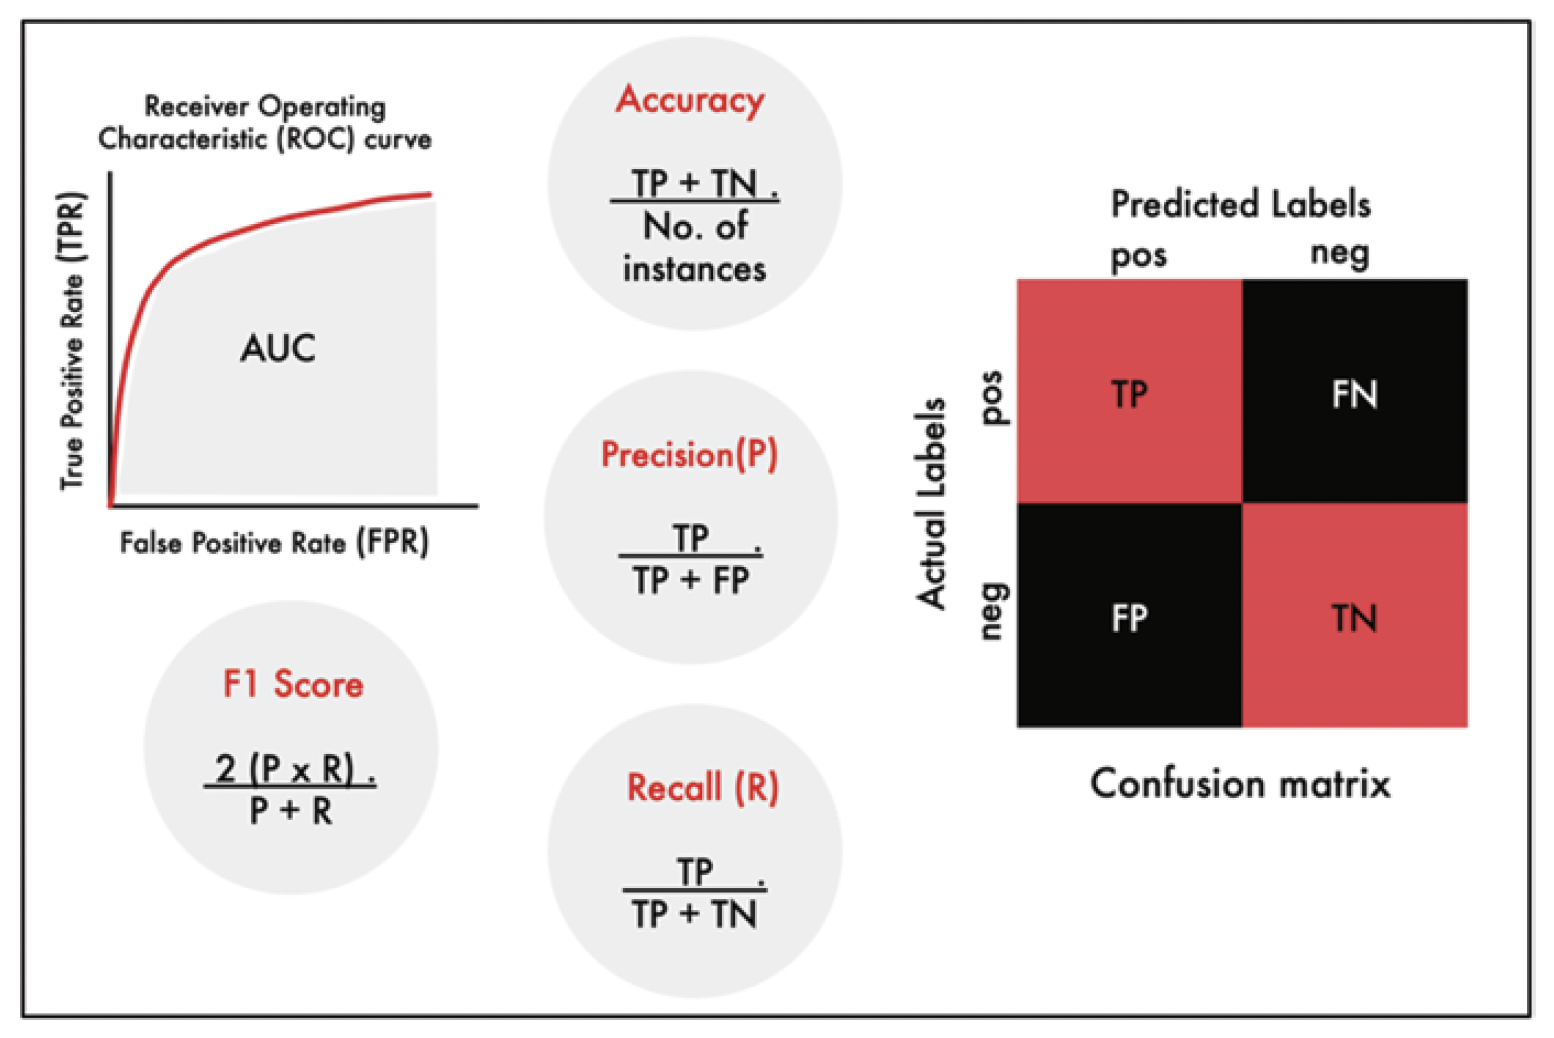 Receiver Operating
Characteristic (ROC) curve
True Positive Rate (TPR)
AUC
False Positive Rate (FPR)
F1 Score
2 (P x R) .
P + R
Accuracy
TP + TN .
No. of
instances
Precision(P)
TP .
TP + FP
Recall (R)
TP .
TP + TN
Predicted Labels
pos neg
Actual Labels
pos
neg
TP FN
FP TN
Confusion matrix